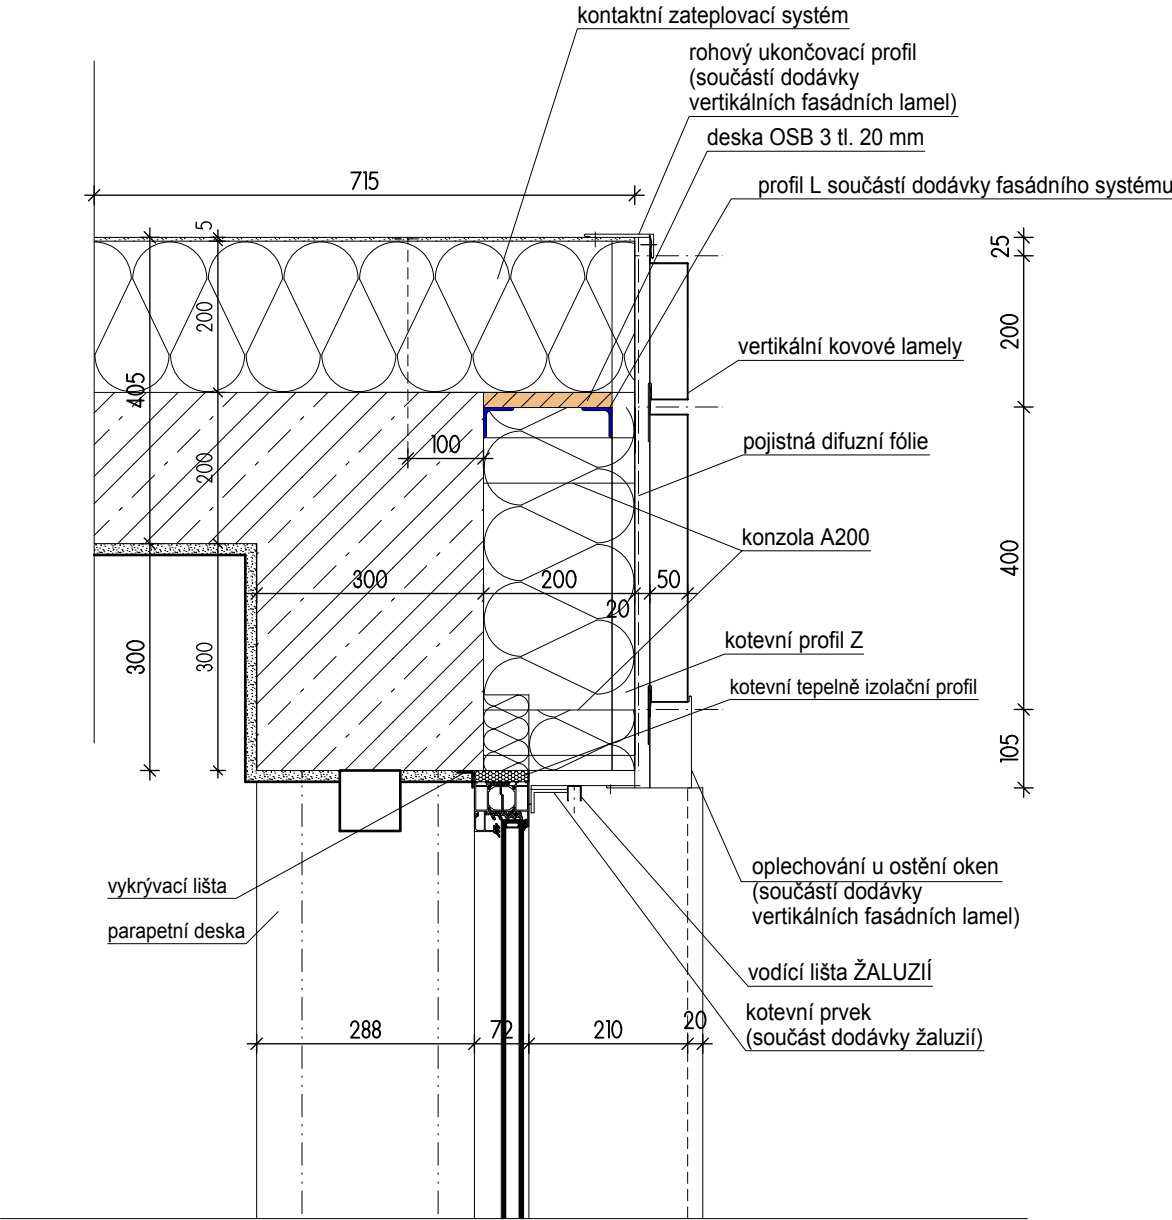 kontaktní zateplovací systém
rohový ukončovací profil
(součástí dodávky
vertikálních fasádních lamel)
deska OSB 3 tl. 20 mm
profil L součástí dodávky fasádního systému
715
5
25
200
200
vertikální kovové lamely
405
100
200
pojistná difuzní fólie
konzola A200
400
300
200
50
20
300
300
kotevní profil Z
kotevní tepelně izolační profil
105
vykrývací lišta
parapetní deska
oplechování u ostění oken
(součástí dodávky
vertikálních fasádních lamel)
vodící lišta ŽALUZIÍ
kotevní prvek
(součást dodávky žaluzií)
288
72
210
20